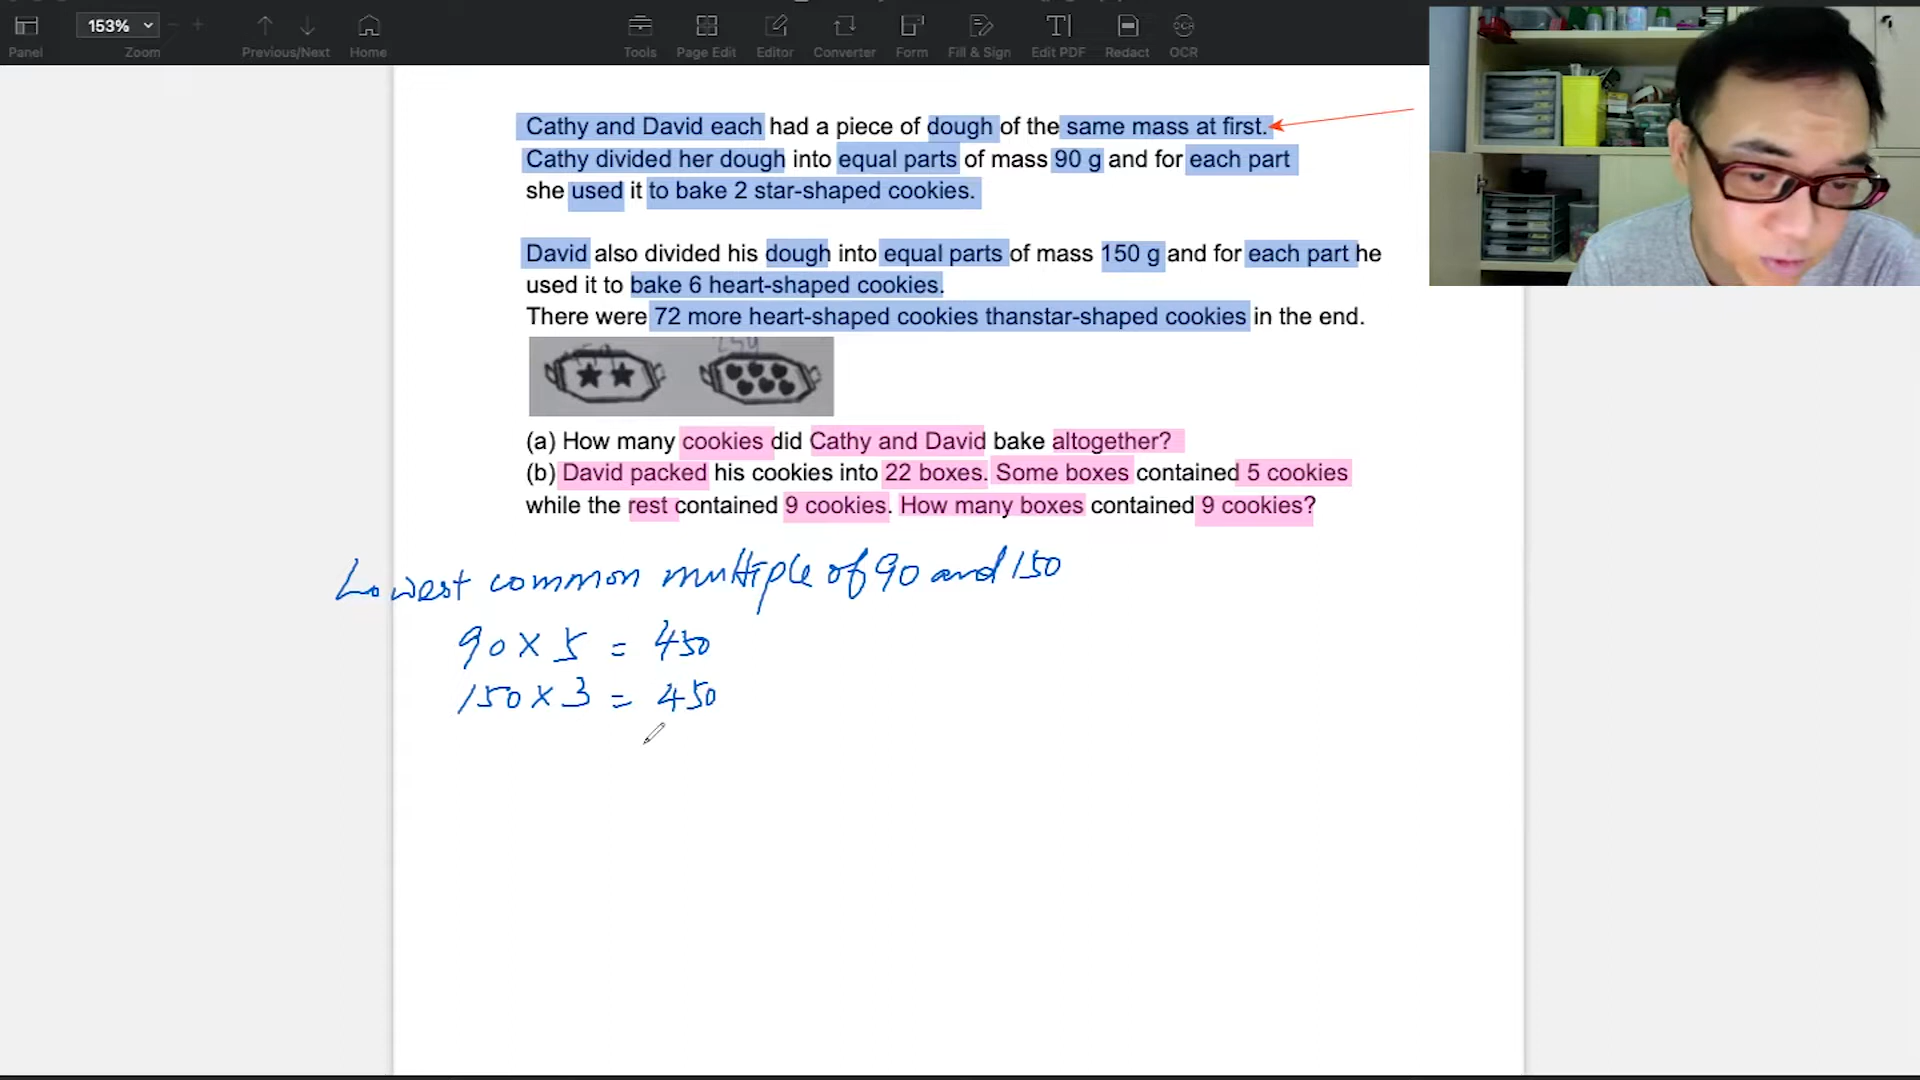 153%
Panel
Zoom
Previous/Next
Home
Tools
Page Edit
Editor
Converter
Form
Fill & Sign
Edit PDF
Redact
OCR
OCR
Cathy and David each had a piece of dough of the same mass at first.
Cathy divided her dough into equal parts of mass 90 g and for each part
she used it to bake 2 star-shaped cookies.
David also divided his dough into equal parts of mass 150 g and for each part he
used it to bake 6 heart-shaped cookies.
There were 72 more heart-shaped cookies thanstar-shaped cookies in the end.
(a) How many cookies did Cathy and David bake altogether?
(b) David packed his cookies into 22 boxes. Some boxes contained 5 cookies
while the rest contained 9 cookies. How many boxes contained 9 cookies?
Lowest common multiple of 90 and 150
90 x 5 = 450
150 x 3 = 450